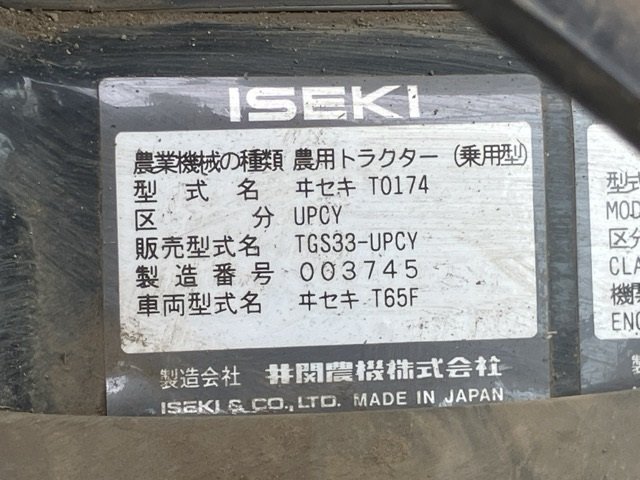 ISEKI
農業機械の種類 農用トラクター (乗用型)
型式名 ヰセキ T0174
区分 UPCY
販売型式名 TGS33-UPCY
製造番号 003745
車両型式名 ヰセキ T65F
製造会社 井関農機株式会社
ISEKI & CO., LTD. MADE IN JAPAN
型式
MOD
区分
CLA
機関
ENG